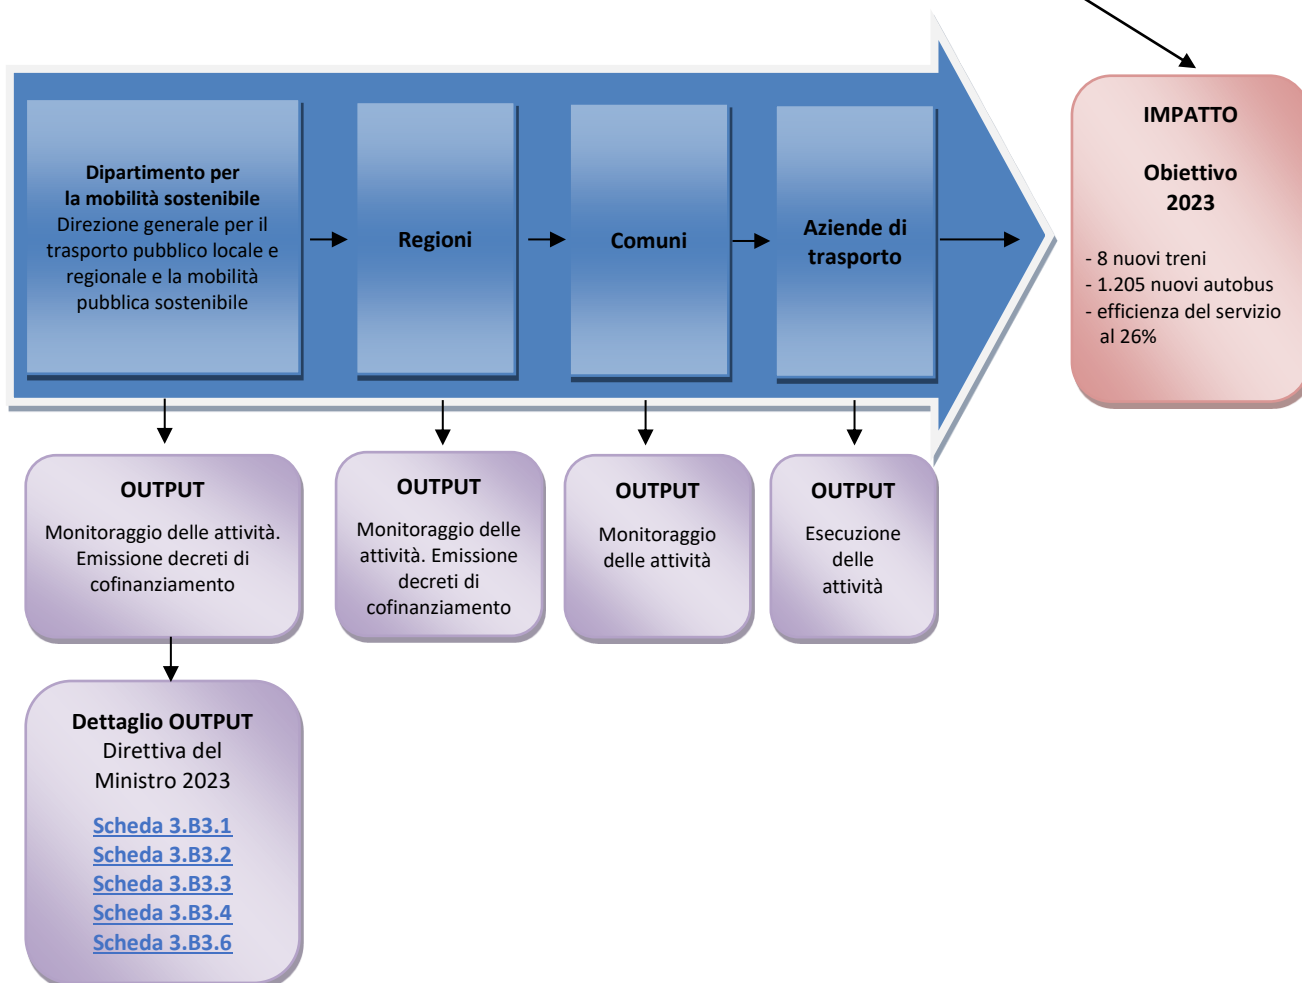 Dipartimento per
la mobilità sostenibile
Direzione generale per il
trasporto pubblico locale e
regionale e la mobilità
pubblica sostenibile
Regioni
Comuni
Aziende di
trasporto
IMPATTO
Obiettivo
2023
- 8 nuovi treni
- 1.205 nuovi autobus
- efficienza del servizio
al 26%
OUTPUT
Monitoraggio delle attività.
Emissione decreti di
cofinanziamento
OUTPUT
Monitoraggio delle
attività. Emissione
decreti di
cofinanziamento
OUTPUT
Monitoraggio
delle attività
OUTPUT
Esecuzione
delle
attività
Dettaglio OUTPUT
Direttiva del
Ministro 2023
Scheda 3.B3.1
Scheda 3.B3.2
Scheda 3.B3.3
Scheda 3.B3.4
Scheda 3.B3.6